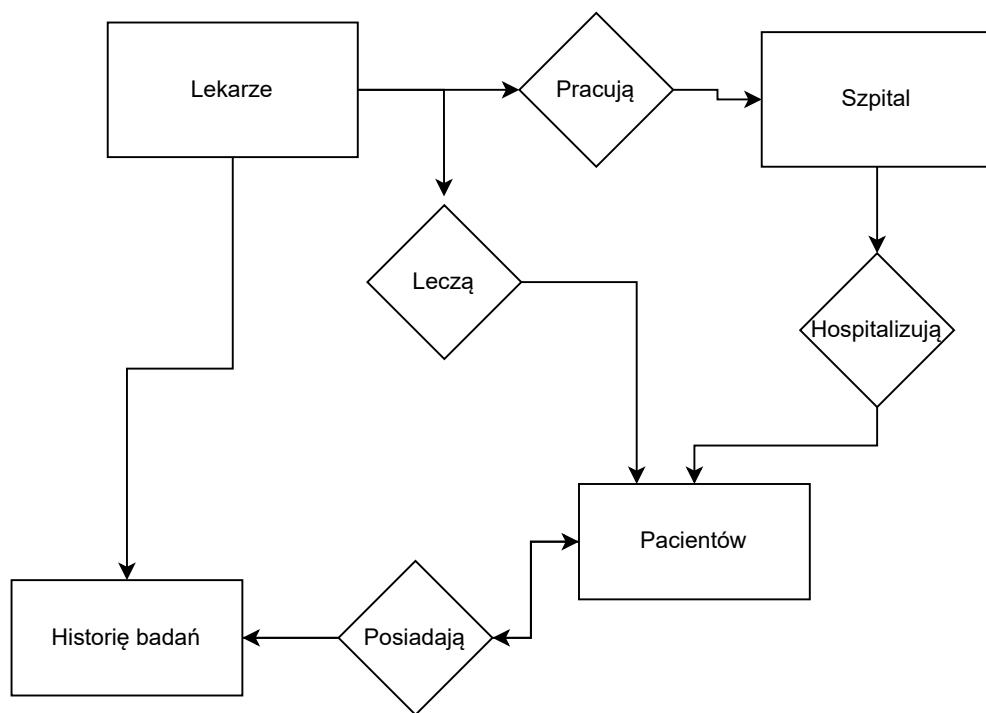 Lekarze
Pracują
Szpital
Leczą
Hospitalizują
Pacientów
Historię badań
Posiadają